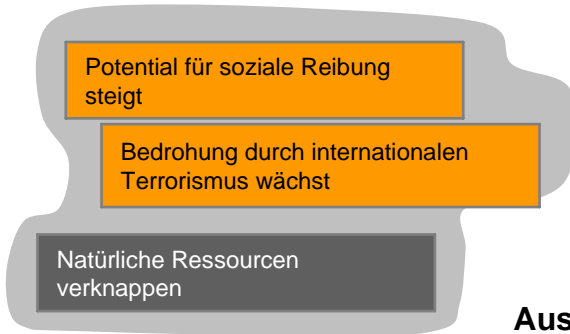 Potential für soziale Reibung
steigt
Bedrohung durch internationalen
Terrorismus wächst
Natürliche Ressourcen
verknappen
Aus